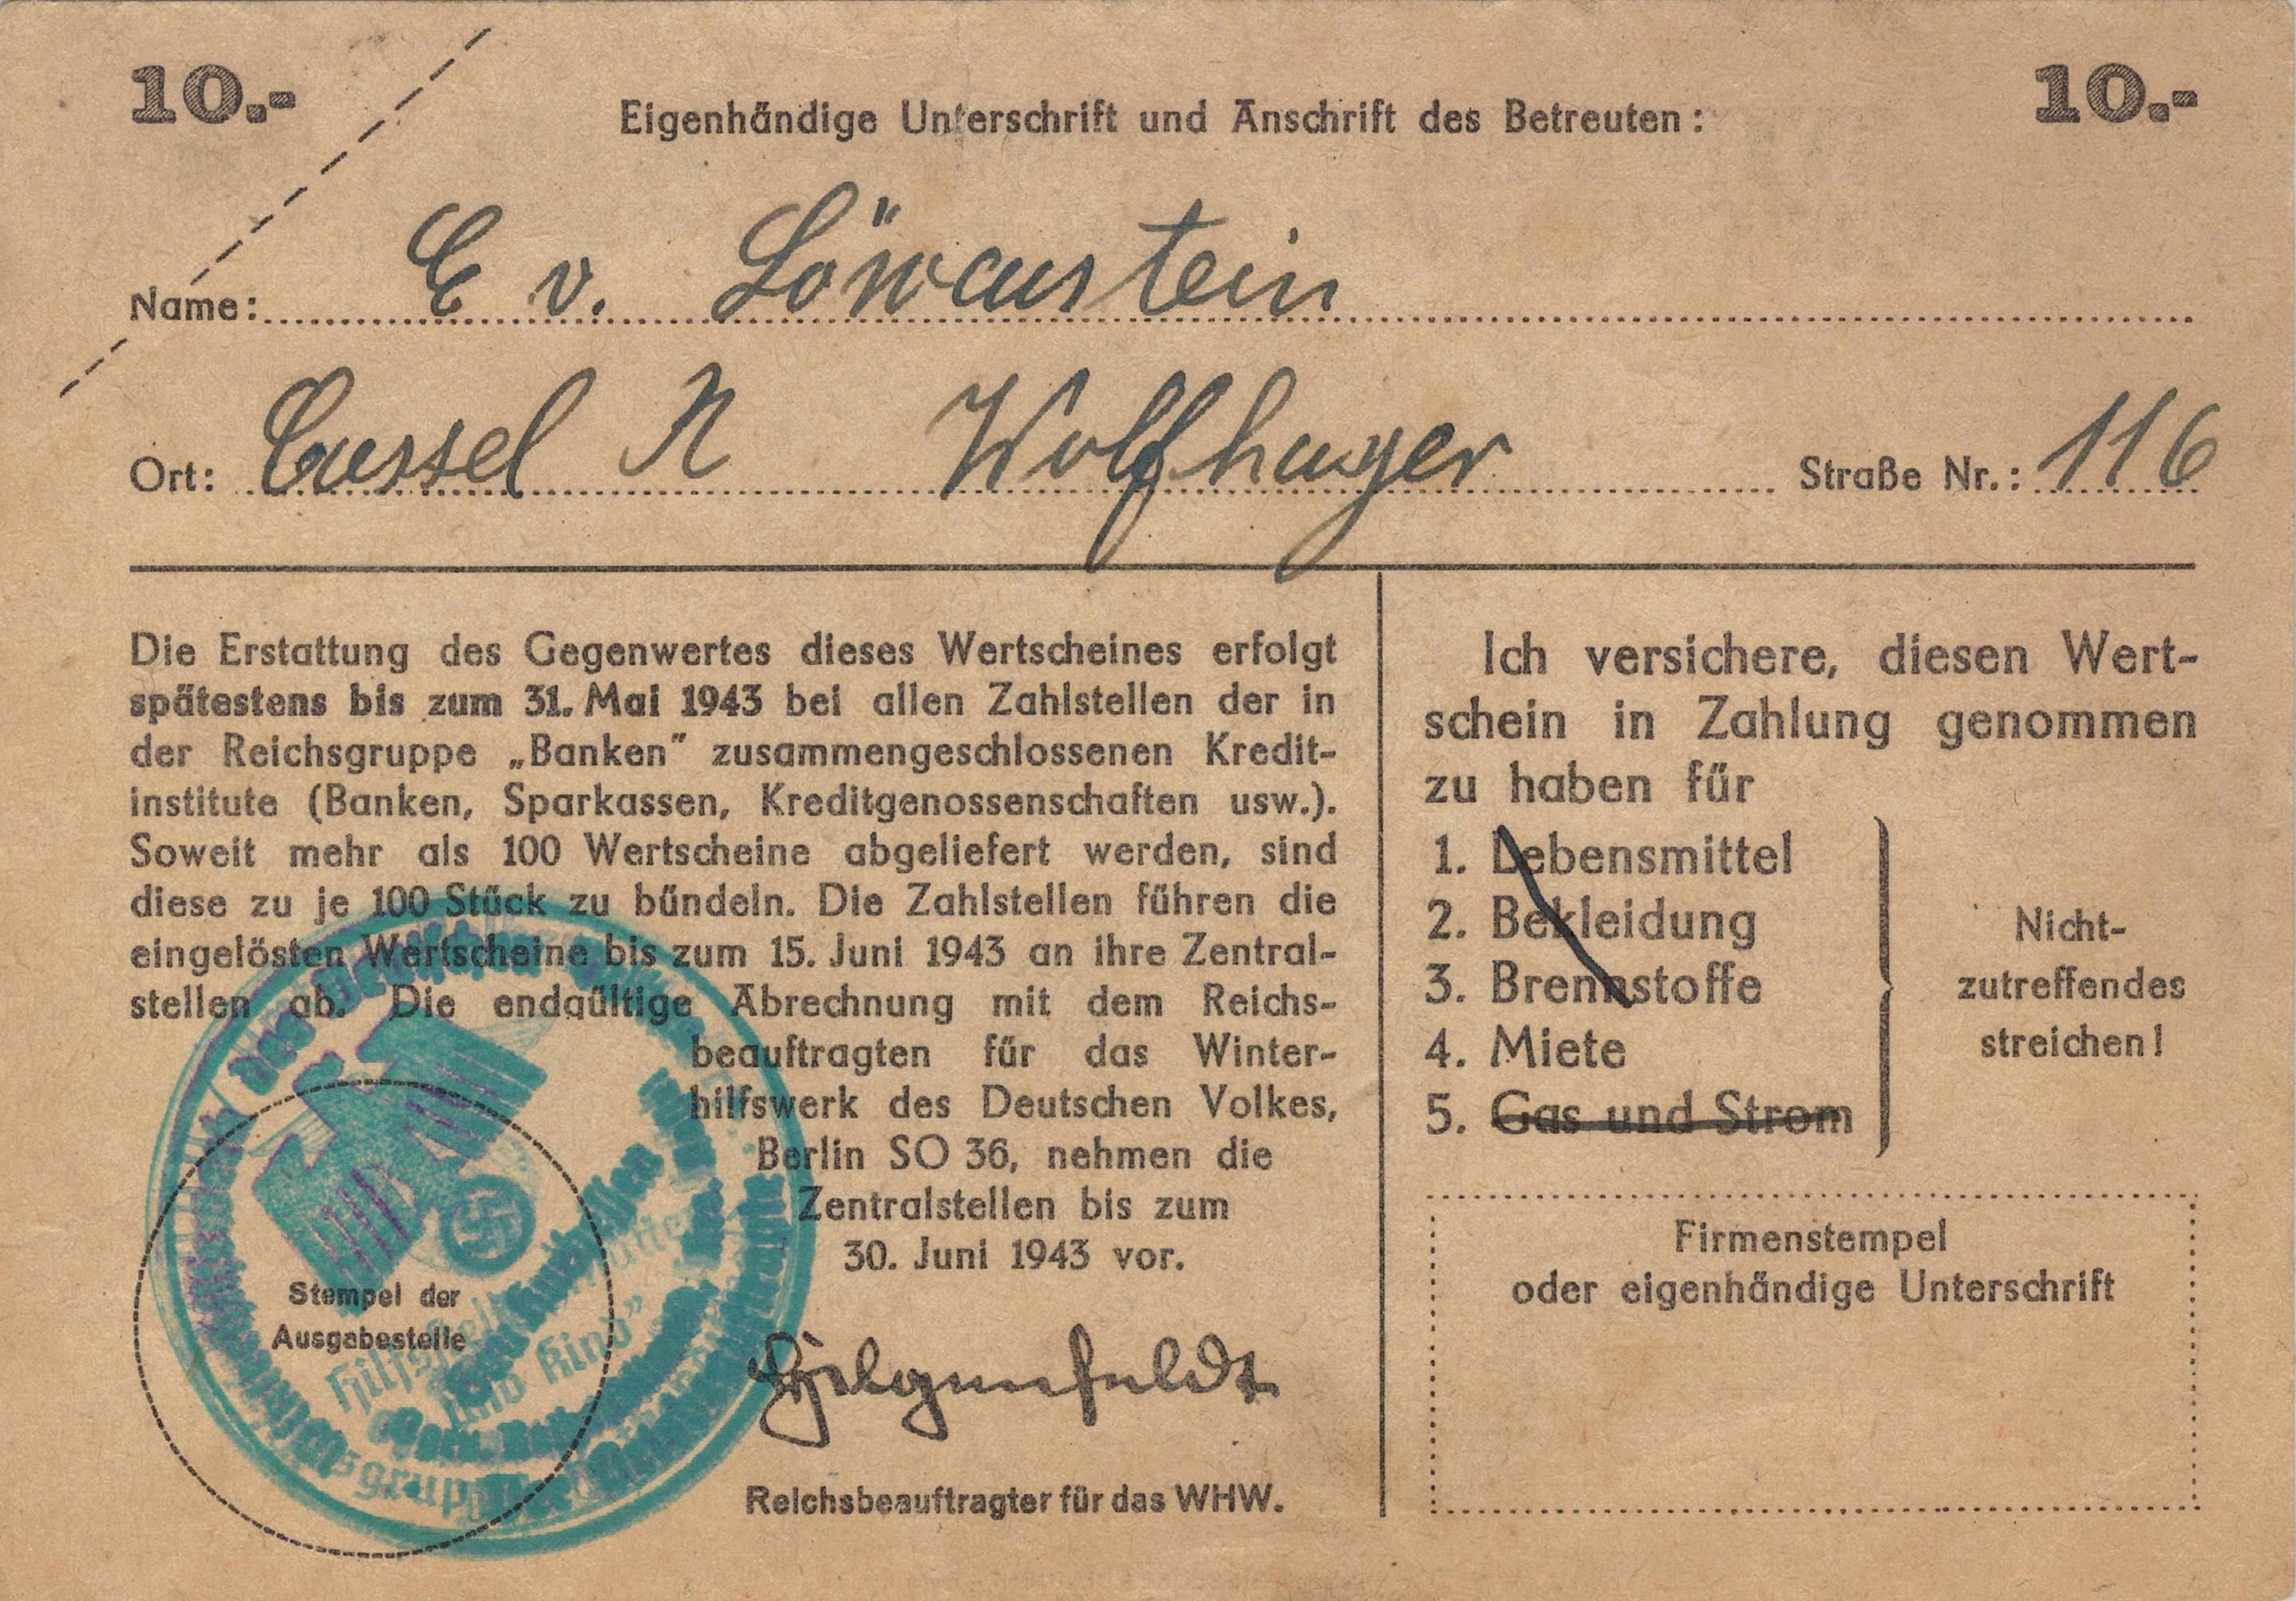 10.-
10.-
Eigenhändige Unterschrift und Anschrift des Betreuten:
Name: E v. Löwenstein
Ort: Cassel N Wolfhager Straße Nr.: 116
Die Erstattung des Gegenwertes dieses Wertscheines erfolgt
spätestens bis zum 31. Mai 1943 bei allen Zahlstellen der in
der Reichsgruppe „Banken" zusammengeschlossenen Kredit-
institute (Banken, Sparkassen, Kreditgenossenschaften usw.).
Soweit mehr als 100 Wertscheine abgeliefert werden, sind
diese zu je 100 Stück zu bündeln. Die Zahlstellen führen die
eingelösten Wertscheine bis zum 15. Juni 1943 an ihre Zentral-
stellen ab. Die endgültige Abrechnung mit dem Reichs-
beauftragten für das Winter-
hilfswerk des Deutschen Volkes,
Berlin SO 36, nehmen die
Zentralstellen bis zum
30. Juni 1943 vor.
Stempel der
Ausgabestelle
und Kind"
Hilgenfeldt
Reichsbeauftragter für das WHW.
Ich versichere, diesen Wert-
schein in Zahlung genommen
zu haben für
1. Lebensmittel
2. Bekleidung
3. Brennstoffe
4. Miete
5. Gas und Strom
Nicht-
zutreffendes
streichen!
Firmenstempel
oder eigenhändige Unterschrift